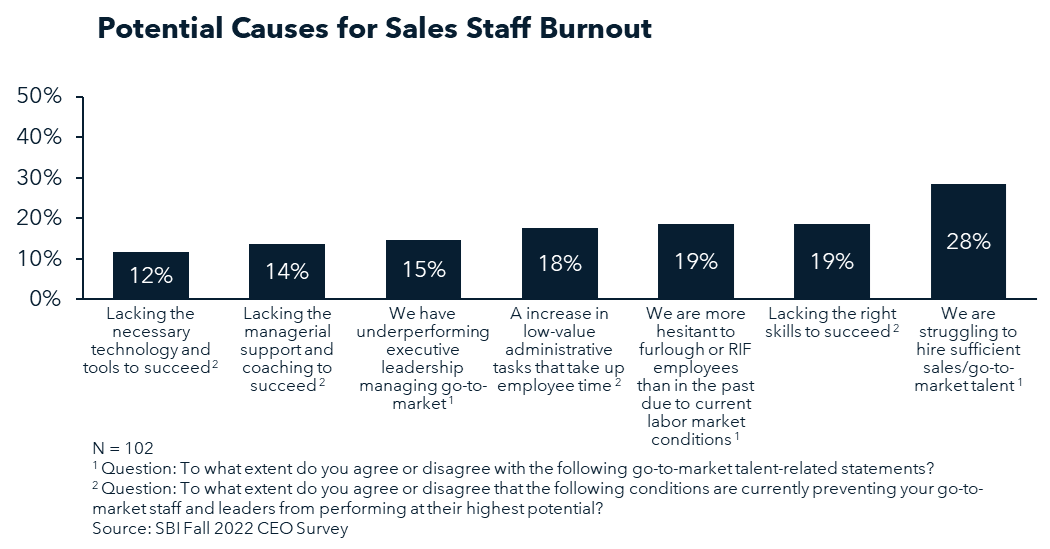 Potential Causes for Sales Staff Burnout
50%
40%
30%
20%
10%
0%
12%
14%
15%
18%
19%
19%
28%
Lacking the
necessary
technology and
tools to succeed²
Lacking the
managerial
support and
coaching to
succeed²
We have
underperforming
executive
leadership
managing go-to-
market¹
A increase in
low-value
administrative
tasks that take up
employee time²
We are more
hesitant to
furlough or RIF
employees
than in the past
due to current
labor market
conditions¹
Lacking the right
skills to succeed²
We are
struggling to
hire sufficient
sales/go-to-
market talent¹
N = 102
¹ Question: To what extent do you agree or disagree with the following go-to-market talent-related statements?
² Question: To what extent do you agree or disagree that the following conditions are currently preventing your go-to-
market staff and leaders from performing at their highest potential?
Source: SBI Fall 2022 CEO Survey